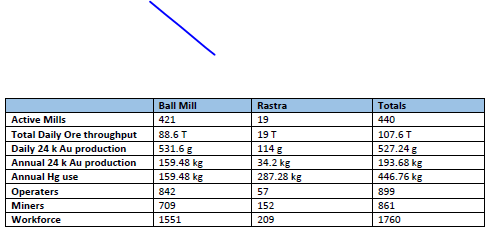 Ball Mill Rastra Totals
Active Mills 421 19 440
Total Daily Ore throughput 88.6 T 19 T 107.6 T
Daily 24 k Au production 531.6 g 114 g 527.24 g
Annual 24 k Au production 159.48 kg 34.2 kg 193.68 kg
Annual Hg use 159.48 kg 287.28 kg 446.76 kg
Operaters 842 57 899
Miners 709 152 861
Workforce 1551 209 1760